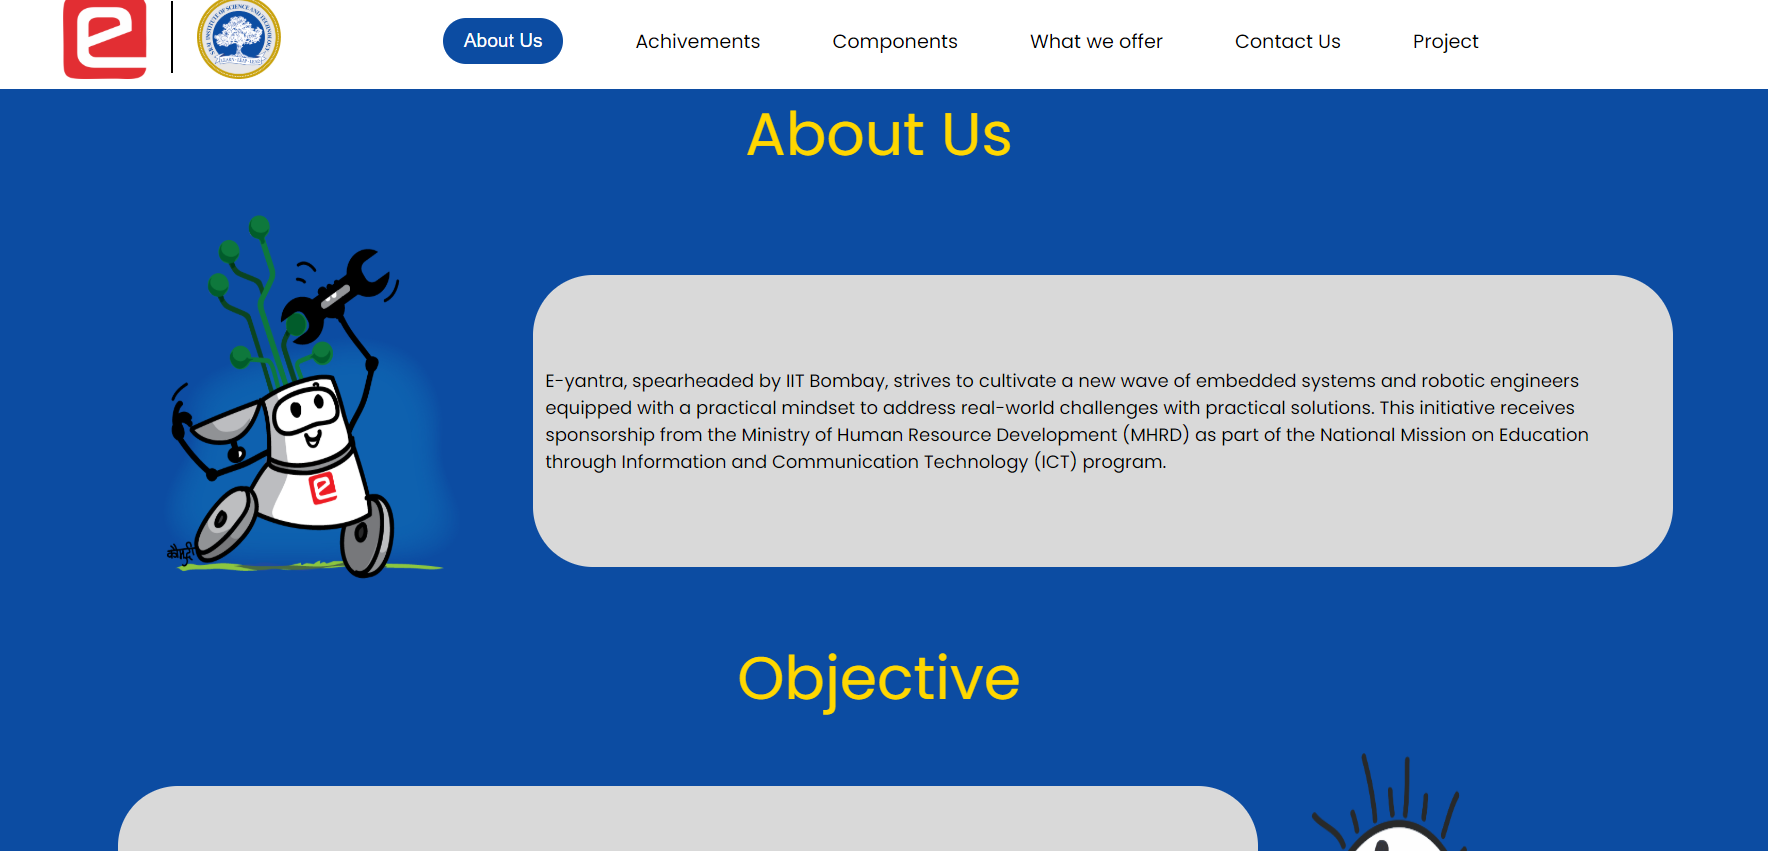 About Us
Achivements
Components
What we offer
Contact Us
Project
About Us
E-yantra, spearheaded by IIT Bombay, strives to cultivate a new wave of embedded systems and robotic engineers
equipped with a practical mindset to address real-world challenges with practical solutions. This initiative receives
sponsorship from the Ministry of Human Resource Development (MHRD) as part of the National Mission on Education
through Information and Communication Technology (ICT) program.
Objective